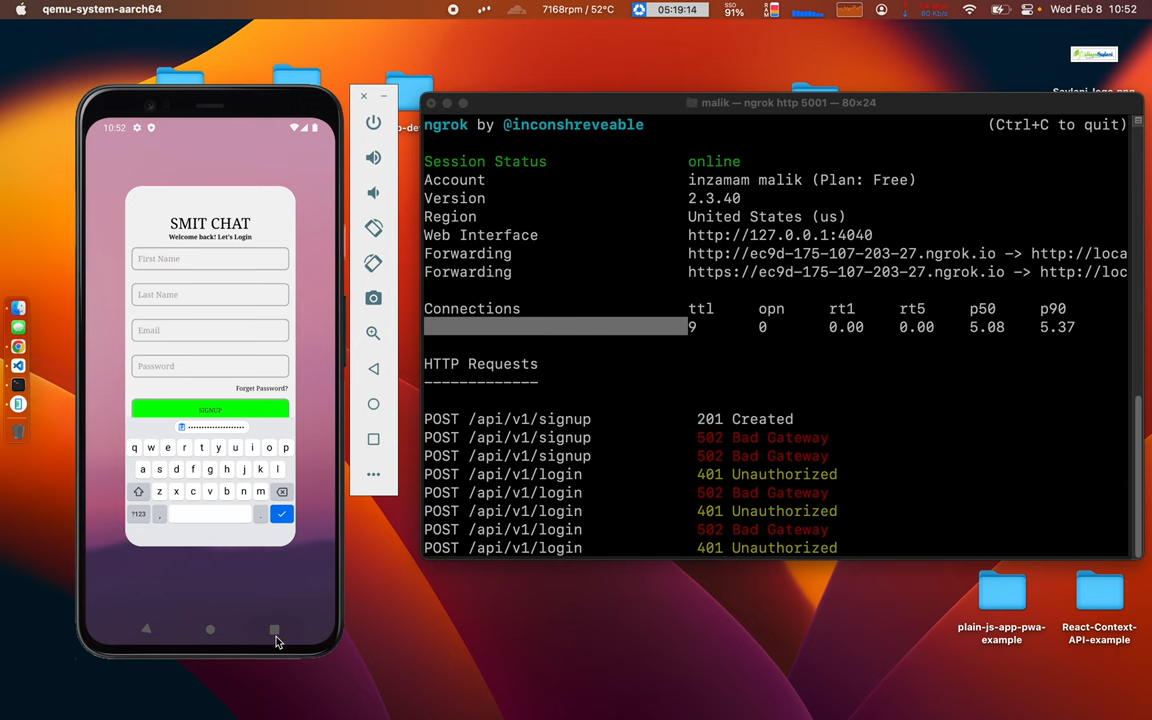 qemu-system-aarch64
7168rpm / 52°C
05:19:14
SSD
91%
Wed Feb 8 10:52
malik — ngrok http 5001 — 80×24
ngrok by @inconshreveable
(Ctrl+C to quit)
Session Status online
Account inzamam malik (Plan: Free)
Version 2.3.40
Region United States (us)
Web Interface http://127.0.0.1:4040
Forwarding http://ec9d-175-107-203-27.ngrok.io -> http://loca
Forwarding https://ec9d-175-107-203-27.ngrok.io -> http://loc
Connections ttl opn rt1 rt5 p50 p90
9 0 0.00 0.00 5.08 5.37
HTTP Requests
-------------
POST /api/v1/signup 201 Created
POST /api/v1/signup 502 Bad Gateway
POST /api/v1/signup 502 Bad Gateway
POST /api/v1/login 401 Unauthorized
POST /api/v1/login 502 Bad Gateway
POST /api/v1/login 401 Unauthorized
POST /api/v1/login 502 Bad Gateway
POST /api/v1/login 401 Unauthorized
10:52
SMIT CHAT
Welcome back! Let's Login
First Name
Last Name
Email
Password
Forget Password?
SIGNUP
q w e r t y u i o p
a s d f g h j k l
z x c v b n m
?123 , .
plain-js-app-pwa-
example
React-Context-
API-example